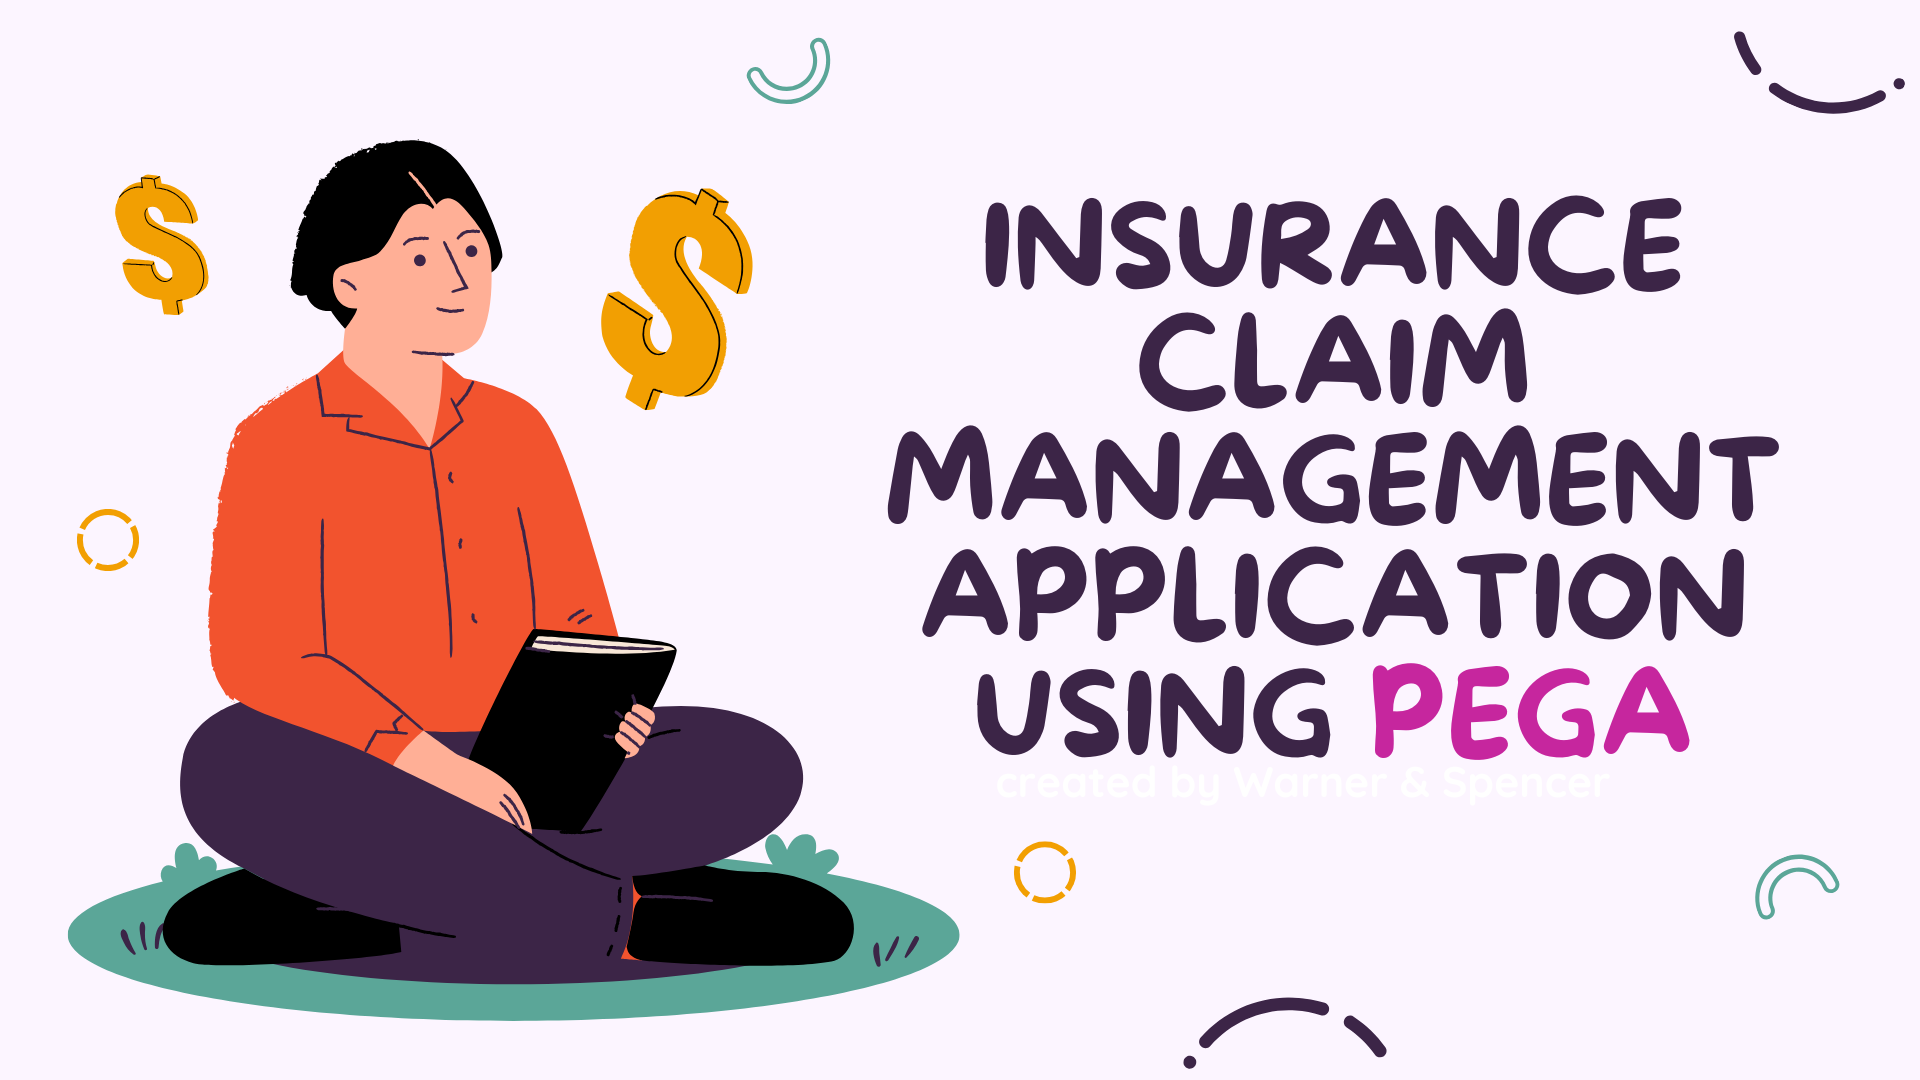 INSURANCE
CLAIM
MANAGEMENT
APPLICATION
USING PEGA
created by Warner & Spencer